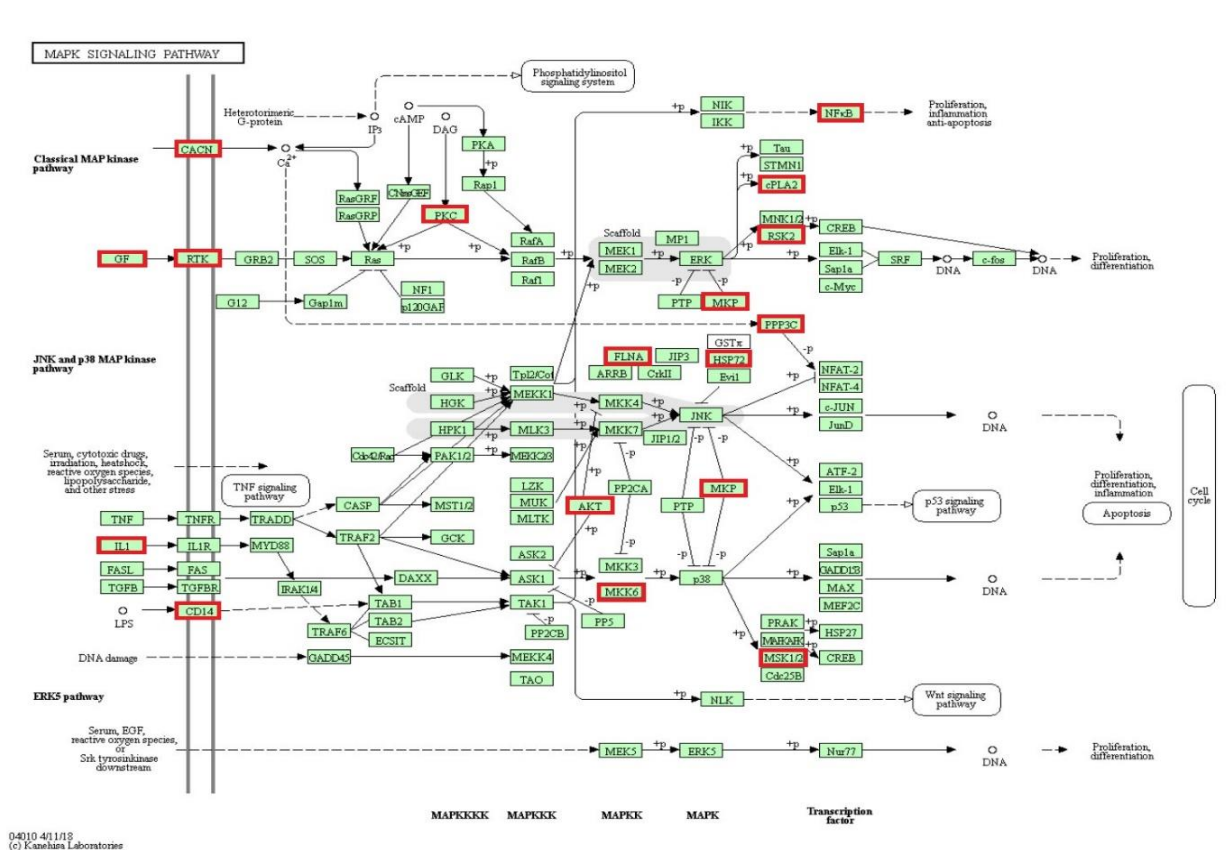 MAPK SIGNALING PATHWAY
Phosphatidylinositol
signaling system
Heterotorimeric
G-protein
IP3
cAMP
DAG
+p
NIK
IKK
NFκB
Proliferation,
inflammation
anti-apoptosis
CACN
Ca2+
PKA
+p
Rap1
Classical MAP kinase
pathway
RasGRF
RasGRP
CNrasGEF
PKC
+p
Tau
STMN1
cPLA2
+p
MNK1/2
RSK2
+p
CREB
Scaffold
MP1
GF
RTK
GRB2
SOS
Ras
+p
+p
RafA
RafB
Raf1
+p
MEK1
MEK2
+p
ERK
+p
Elk-1
Sap1a
c-Myc
SRF
DNA
c-fos
DNA
Proliferation,
differentiation
G12
Gap1m
NF1
p120GAP
-p
-p
PTP
MKP
PPP3C
-p
JNK and p38 MAP kinase
pathway
FLNA
JIP3
GSTπ
HSP72
ARRB
CrkII
Evi1
NFAT-2
NFAT-4
+p
Scaffold
GLK
HGK
HPK1
+p
+p
+p
Tpl2/Cot
MEKK1
MLK3
+p
+p
+p
MKK4
MKK7
+p
+p
JNK
JIP1/2
+p
c-JUN
JunD
DNA
Cdc42/Rac
PAK1/2
MEKK2/3
Serum, cytotoxic drugs,
irradiation, heatshock,
reactive oxygen species,
lipopolysaccharide,
and other stress
TNF signaling
pathway
LZK
MUK
MLTK
-p
PP2CA
AKT
+p
-p
-p
PTP
MKP
-p
-p
+p
ATF-2
Elk-1
p53
p53 signaling
pathway
Proliferation,
differentiation,
inflammation
Apoptosis
Cell
cycle
CASP
MST1/2
TNF
TNFR
TRADD
TRAF2
GCK
IL1
IL1R
MYD88
ASK2
MKK3
FASL
FAS
DAXX
ASK1
+p
MKK6
+p
p38
+p
Sap1a
GADD153
MAX
MEF2C
DNA
TGFB
TGFBR
IRAK1/4
LPS
CD14
TAB1
TAB2
ECSIT
TAK1
-p
-p
PP2CB
PP5
TRAF6
+p
PRAK
MAPKAPK
MSK1/2
Cdc25B
+p
+p
HSP27
CREB
DNA damage
GADD45
MEKK4
TAO
ERK5 pathway
+p
NLK
Wnt signaling
pathway
Serum, EGF,
reactive oxygen species,
or
Srk tyrosinkinase
downstream
MEK5
+p
ERK5
+p
Nur77
DNA
Proliferation,
differentiation
MAPKKKK
MAPKKK
MAPKK
MAPK
Transcription
factor
04010 4/11/18
(c) Kanehisa Laboratories